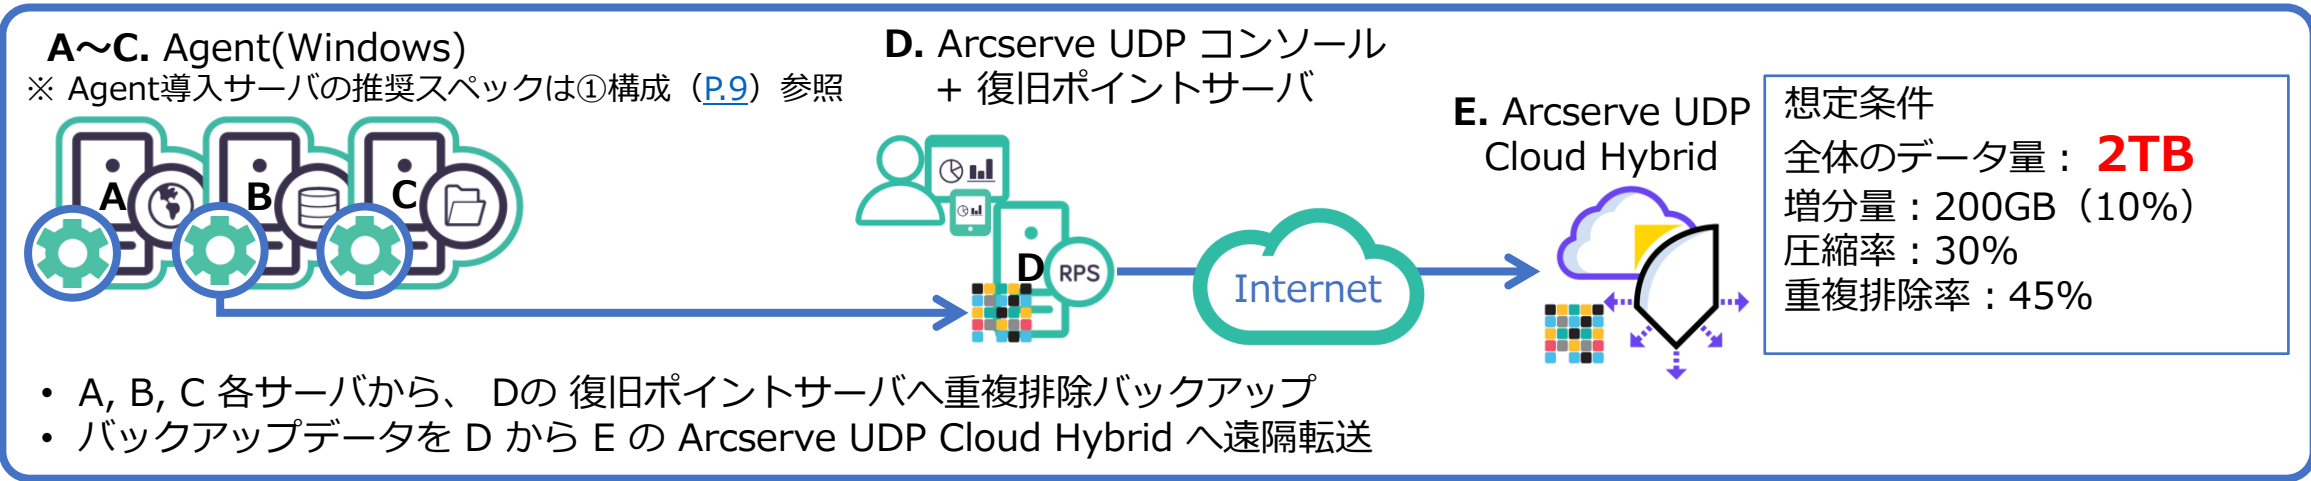 A～C. Agent(Windows)
※ Agent導入サーバの推奨スペックは①構成（P.9）参照
A
B
C
D. Arcserve UDP コンソール
+ 復旧ポイントサーバ
D
RPS
Internet
E. Arcserve UDP
Cloud Hybrid
想定条件
全体のデータ量： 2TB
増分量：200GB（10%）
圧縮率：30%
重複排除率：45%
• A, B, C 各サーバから、 Dの 復旧ポイントサーバへ重複排除バックアップ
• バックアップデータを D から E の Arcserve UDP Cloud Hybrid へ遠隔転送